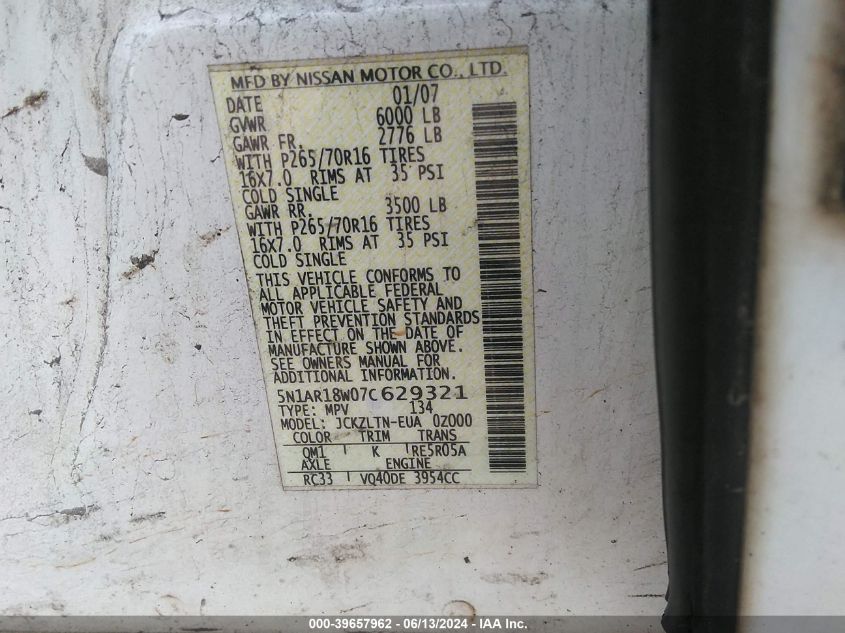 MFD BY NISSAN MOTOR CO., LTD.
DATE 01/07
GVWR 6000 LB
GAWR FR. 2776 LB
WITH P265/70R16 TIRES
16X7.0 RIMS AT 35 PSI
COLD SINGLE
GAWR RR. 3500 LB
WITH P265/70R16 TIRES
16X7.0 RIMS AT 35 PSI
COLD SINGLE
THIS VEHICLE CONFORMS TO
ALL APPLICABLE FEDERAL
MOTOR VEHICLE SAFETY AND
THEFT PREVENTION STANDARDS
IN EFFECT ON THE DATE OF
MANUFACTURE SHOWN ABOVE.
SEE OWNERS MANUAL FOR
ADDITIONAL INFORMATION.
5N1AR18W07C629321
TYPE: MPV 134
MODEL: JCKZLTN-EUA 0Z000
COLOR TRIM TRANS
QM1 K RE5R05A
AXLE ENGINE
RC33 VQ40DE 3954CC
000-39657962 - 06/13/2024 - IAA Inc.